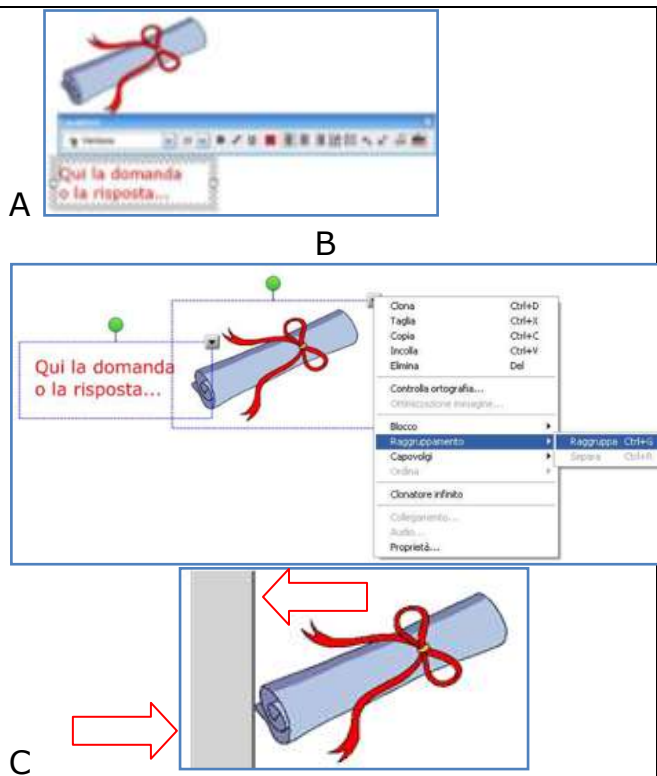 Qui la domanda
o la risposta...
A
B
Qui la domanda
o la risposta...
Clona Ctrl+D
Taglia Ctrl+X
Copia Ctrl+C
Incolla Ctrl+V
Elimina Del
Controlla ortografia...
Ottimizzazione immagine...
Blocco
Raggruppamento
Raggruppa Ctrl+G
Capovolgi
Separa Ctrl+R
Ordina
Clonatore infinito
Collegamento...
Audio...
Proprietà...
C